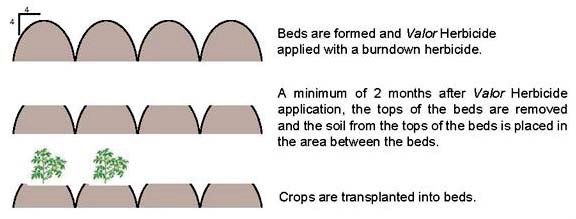 4
4
Beds are formed and Valor Herbicide
applied with a burndown herbicide.
A minimum of 2 months after Valor Herbicide
application, the tops of the beds are removed
and the soil from the tops of the beds is placed in
the area between the beds.
Crops are transplanted into beds.